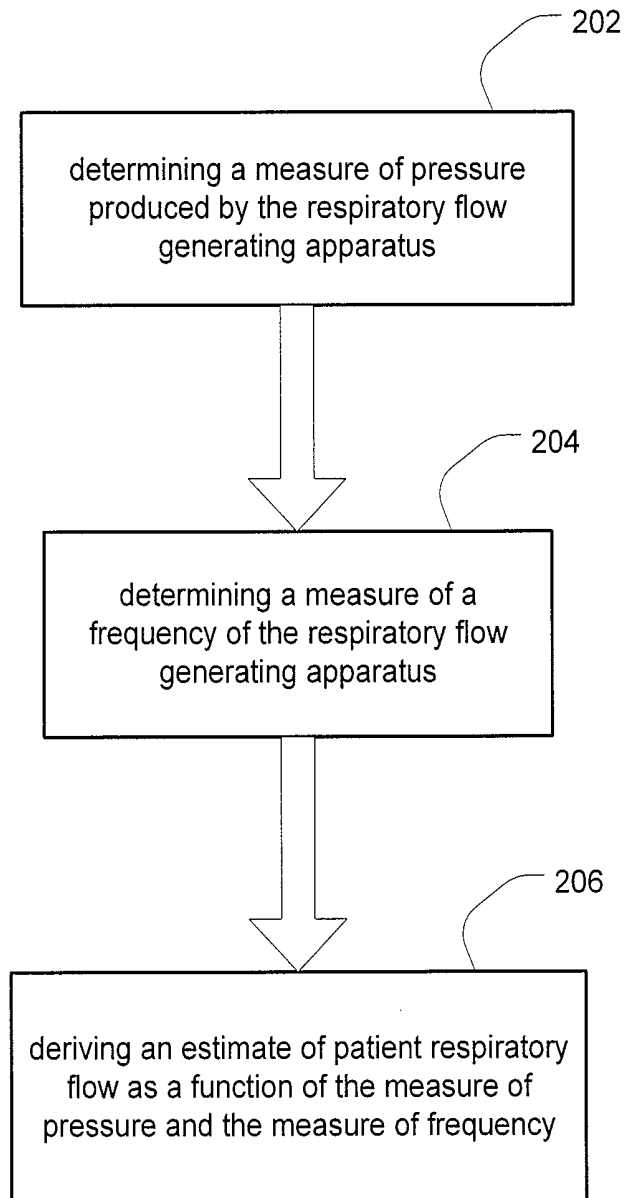 202
determining a measure of pressure
produced by the respiratory flow
generating apparatus
204
determining a measure of a
frequency of the respiratory flow
generating apparatus
206
deriving an estimate of patient respiratory
flow as a function of the measure of
pressure and the measure of frequency